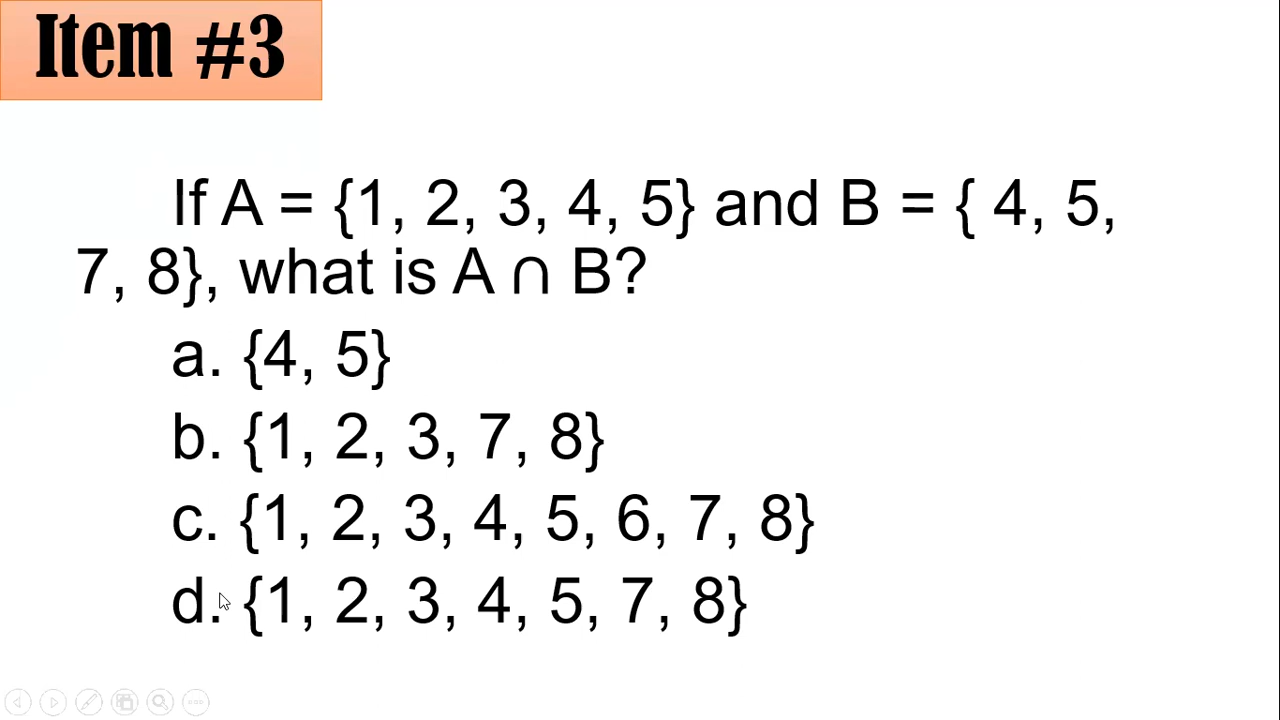 Item #3
If A = {1, 2, 3, 4, 5} and B = { 4, 5,
7, 8}, what is A ∩ B?
a. {4, 5}
b. {1, 2, 3, 7, 8}
c. {1, 2, 3, 4, 5, 6, 7, 8}
d. {1, 2, 3, 4, 5, 7, 8}